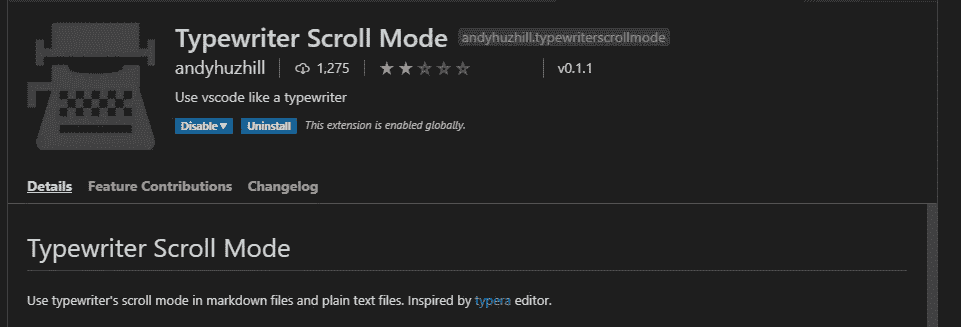 Typewriter Scroll Mode andyhuzhill.typewriterscrollmode
andyhuzhill 1,275 v0.1.1
Use vscode like a typewriter
Disable Uninstall This extension is enabled globally.
Details Feature Contributions Changelog
Typewriter Scroll Mode
Use typewriter's scroll mode in markdown files and plain text files. Inspired by typera editor.